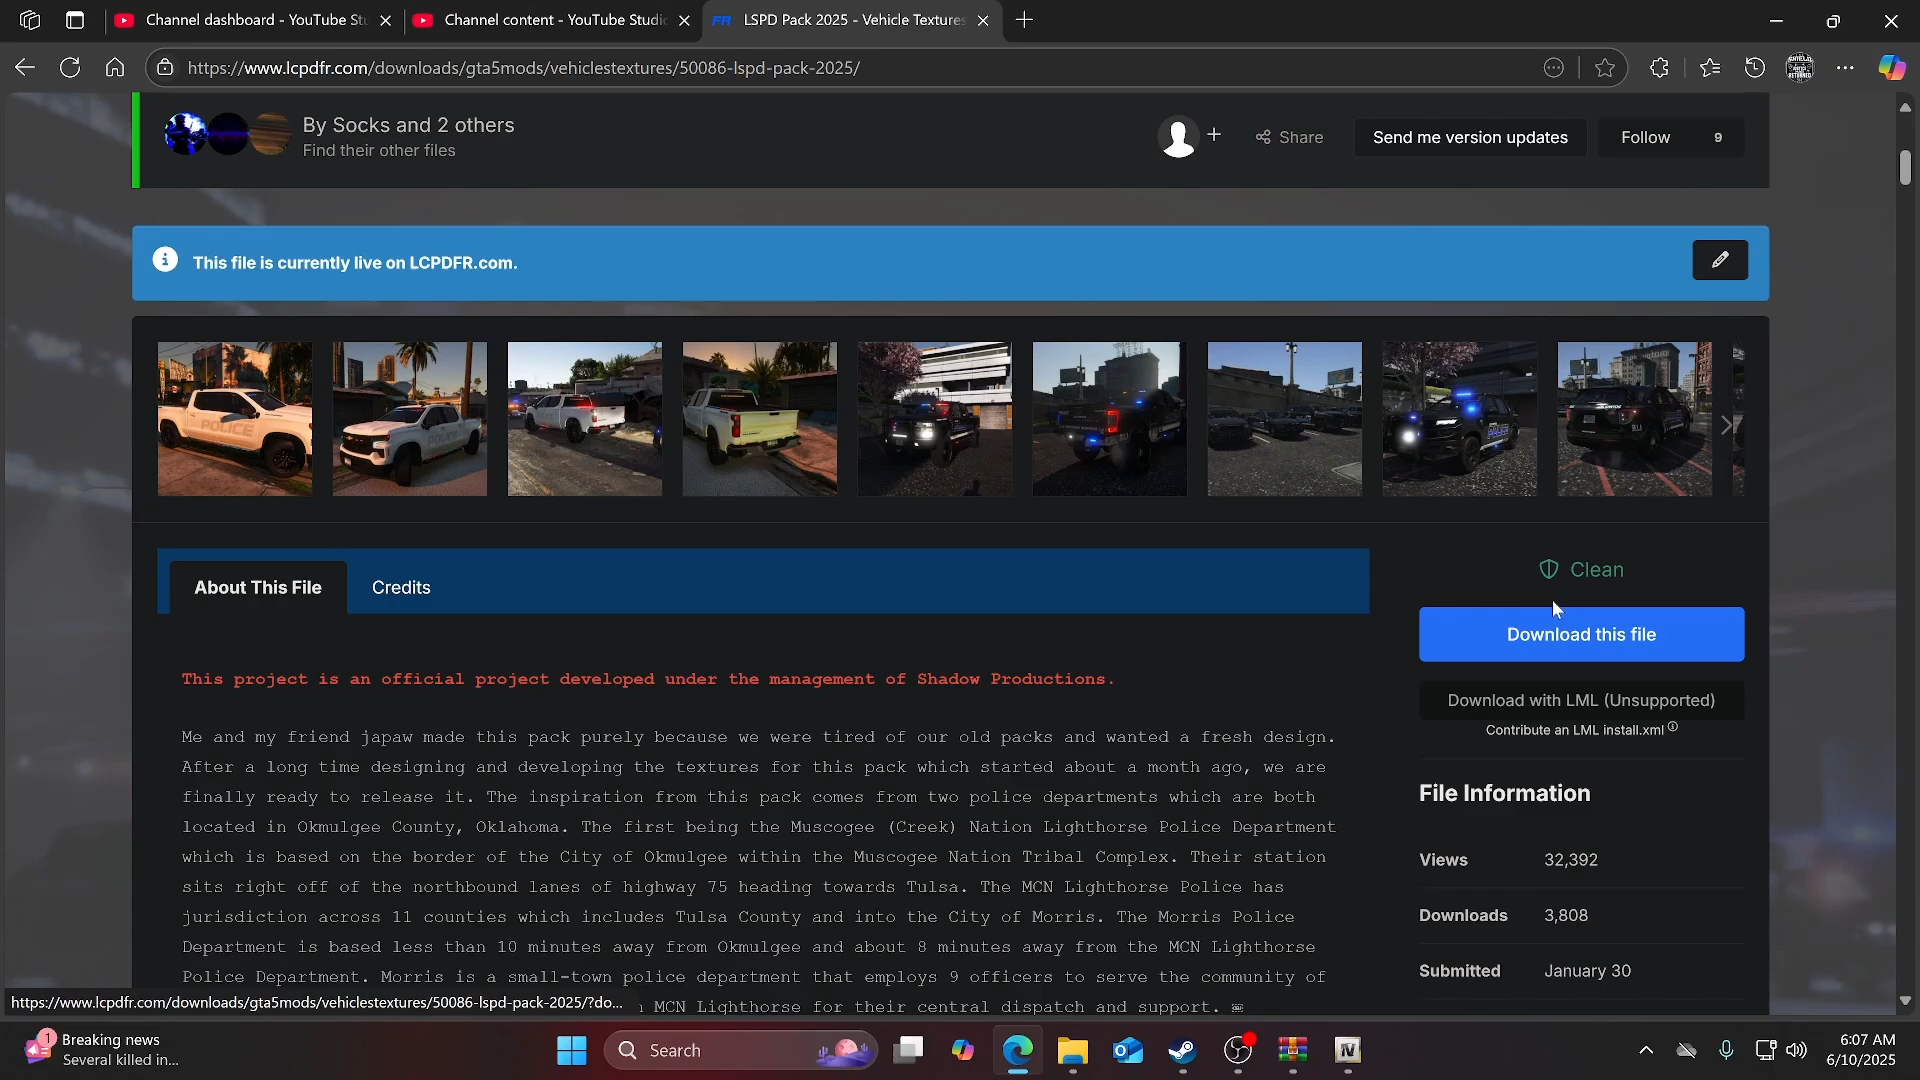 Channel dashboard - YouTube St
Channel content - YouTube Studi
FR LSPD Pack 2025 - Vehicle Textures
https://www.lcpdfr.com/downloads/gta5mods/vehiclestextures/50086-lspd-pack-2025/
By Socks and 2 others
Find their other files
Share
Send me version updates
Follow 9
This file is currently live on LCPDFR.com.
POLICE
About This File
Credits
Clean
Download this file
Download with LML (Unsupported)
Contribute an LML install.xml
This project is an official project developed under the management of Shadow Productions.
Me and my friend japaw made this pack purely because we were tired of our old packs and wanted a fresh design.
After a long time designing and developing the textures for this pack which started about a month ago, we are
finally ready to release it. The inspiration from this pack comes from two police departments which are both
located in Okmulgee County, Oklahoma. The first being the Muscogee (Creek) Nation Lighthorse Police Department
which is based on the border of the City of Okmulgee within the Muscogee Nation Tribal Complex. Their station
sits right off of the northbound lanes of highway 75 heading towards Tulsa. The MCN Lighthorse Police has
jurisdiction across 11 counties which includes Tulsa County and into the City of Morris. The Morris Police
Department is based less than 10 minutes away from Okmulgee and about 8 minutes away from the MCN Lighthorse
Police Department. Morris is a small-town police department that employs 9 officers to serve the community of
MCN Lighthorse for their central dispatch and support.
File Information
Views 32,392
Downloads 3,808
Submitted January 30
https://www.lcpdfr.com/downloads/gta5mods/vehiclestextures/50086-lspd-pack-2025/?do...
1
Breaking news
Several killed in...
Search
6:07 AM
6/10/2025